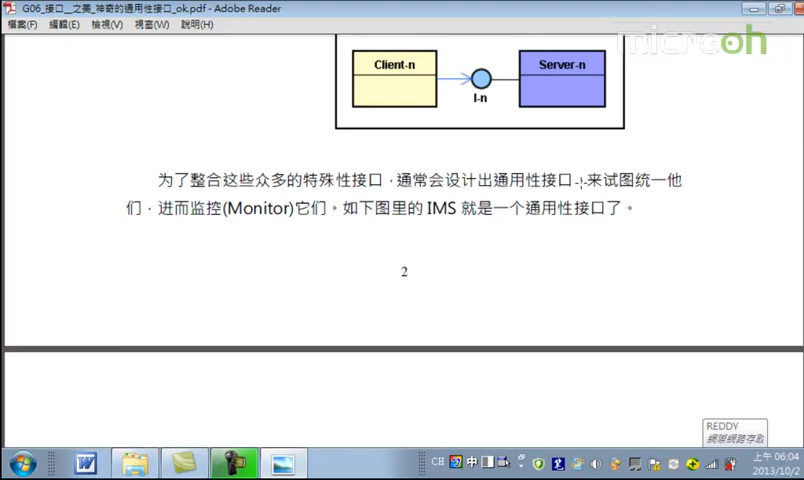 G06_接口__之美_神奇的通用性接口_ok.pdf - Adobe Reader
檔案(F) 編輯(E) 檢視(V) 視窗(W) 說明(H)
microoh
Client-n
Server-n
I-n
为了整合这些众多的特殊性接口,通常会设计出通用性接口,来试图统一他
们,进而监控(Monitor)它们。如下图里的 IMS 就是一个通用性接口了。
2
REDDY
網際網路存取
CH 中
上午 06:04
2013/10/2